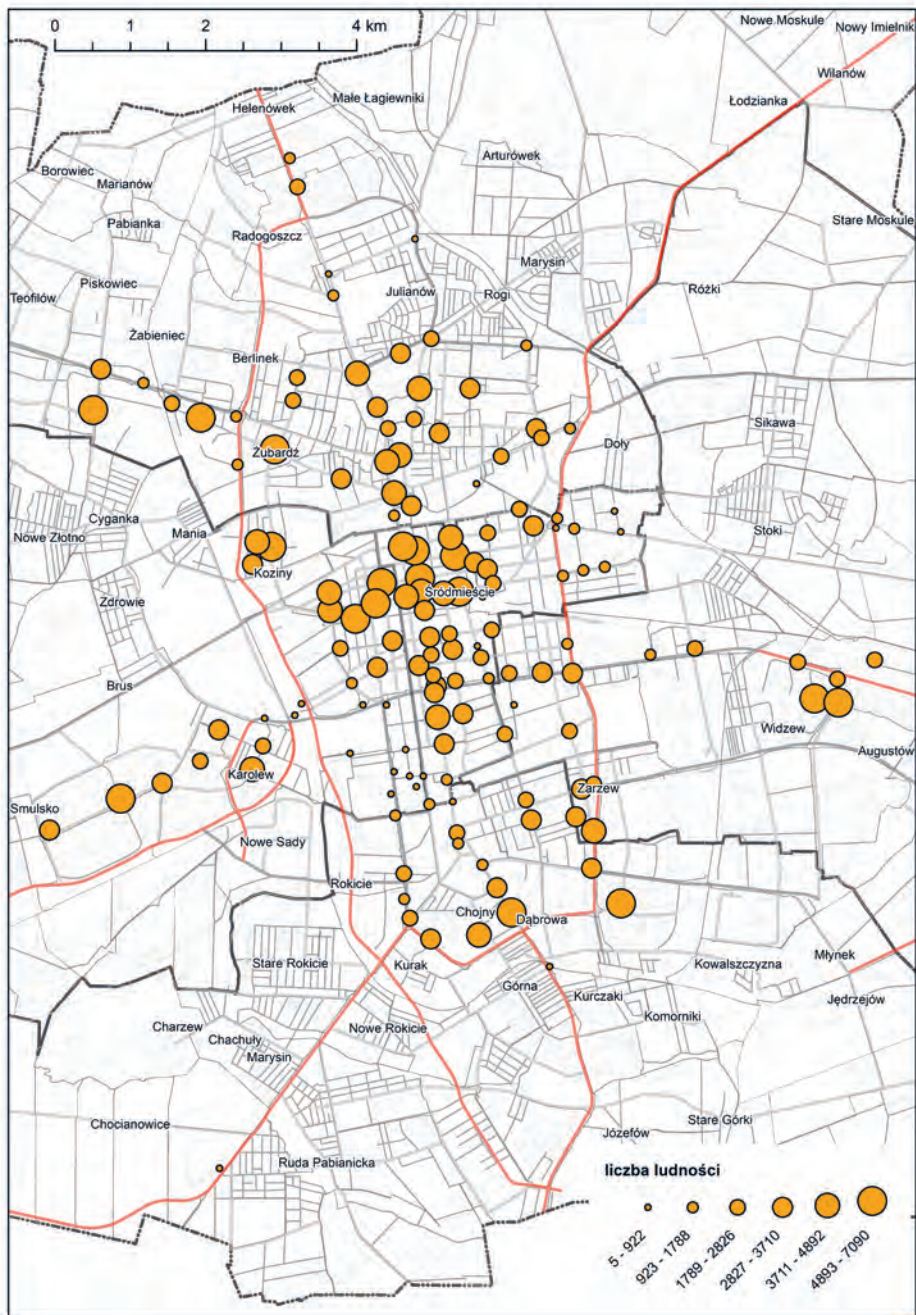 0 1 2 4 km
Nowe Moskule
Nowy Imielnik
Wilanów
Małe Łagiewniki
Helenówek
Łodzianka
Arturówek
Borowiec
Marianów
Pabianka
Stare Moskule
Radogoszcz
Marysin
Piskowiec
Julianów
Rogi
Różki
Teofilów
Żabieniec
Berlinek
Sikawa
Doły
Żubardź
Cyganka
Mania
Stoki
Nowe Złotno
Koziny
Zdrowie
Śródmieście
Brus
Widzew
Augustów
Karolew
Żarzew
Smulsko
Nowe Sady
Rokicie
Chojny
Dąbrowa
Stare Rokicie
Kurak
Młynek
Kowalszczyzna
Górna
Kurczaki
Jędrzejów
Komorniki
Charzew
Nowe Rokicie
Chachuły
Marysin
Chocianowice
Stare Górki
Józefów
Ruda Pabianicka
liczba ludności
5 - 922
923 - 1788
1789 - 2826
2827 - 3710
3711 - 4892
4893 - 7090